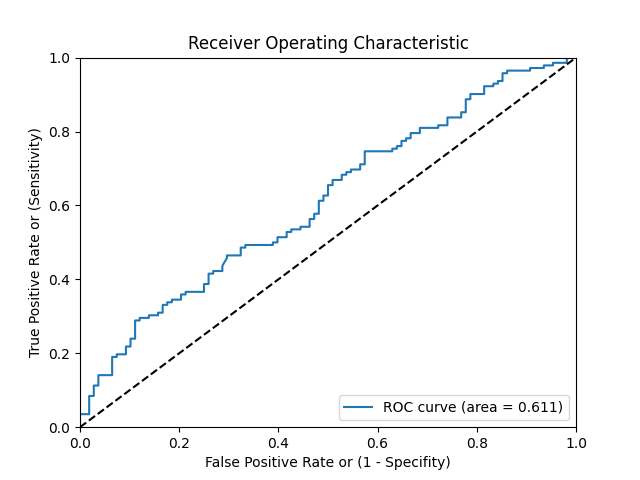 Receiver Operating Characteristic
True Positive Rate or (Sensitivity)
1.0
0.8
0.6
0.4
0.2
0.0
ROC curve (area = 0.611)
0.0 0.2 0.4 0.6 0.8 1.0
False Positive Rate or (1 - Specifity)